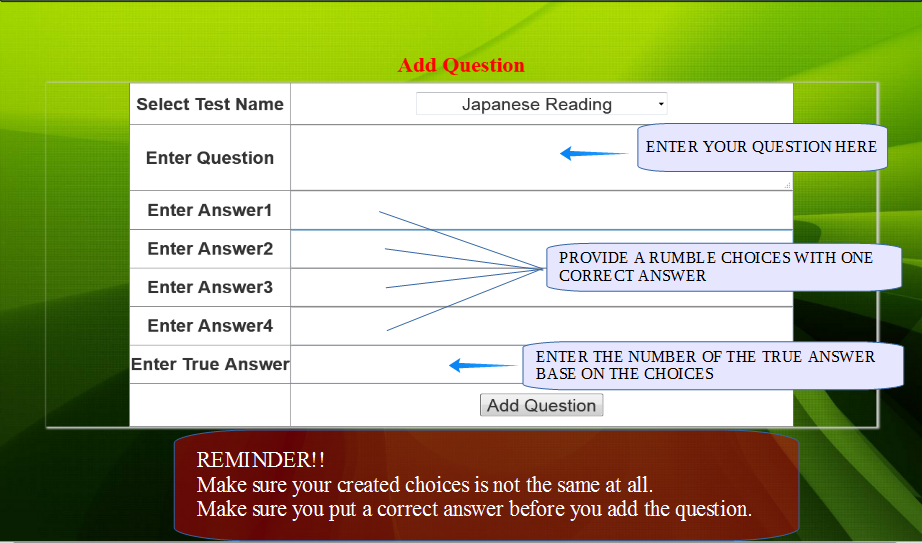 Add Question
Select Test Name
Japanese Reading
Enter Question
ENTER YOUR QUESTION HERE
Enter Answer1
Enter Answer2
PROVIDE A RUMBLE CHOICES WITH ONE
CORRECT ANSWER
Enter Answer3
Enter Answer4
Enter True Answer
ENTER THE NUMBER OF THE TRUE ANSWER
BASE ON THE CHOICES
Add Question
REMINDER!!
Make sure your created choices is not the same at all.
Make sure you put a correct answer before you add the question.